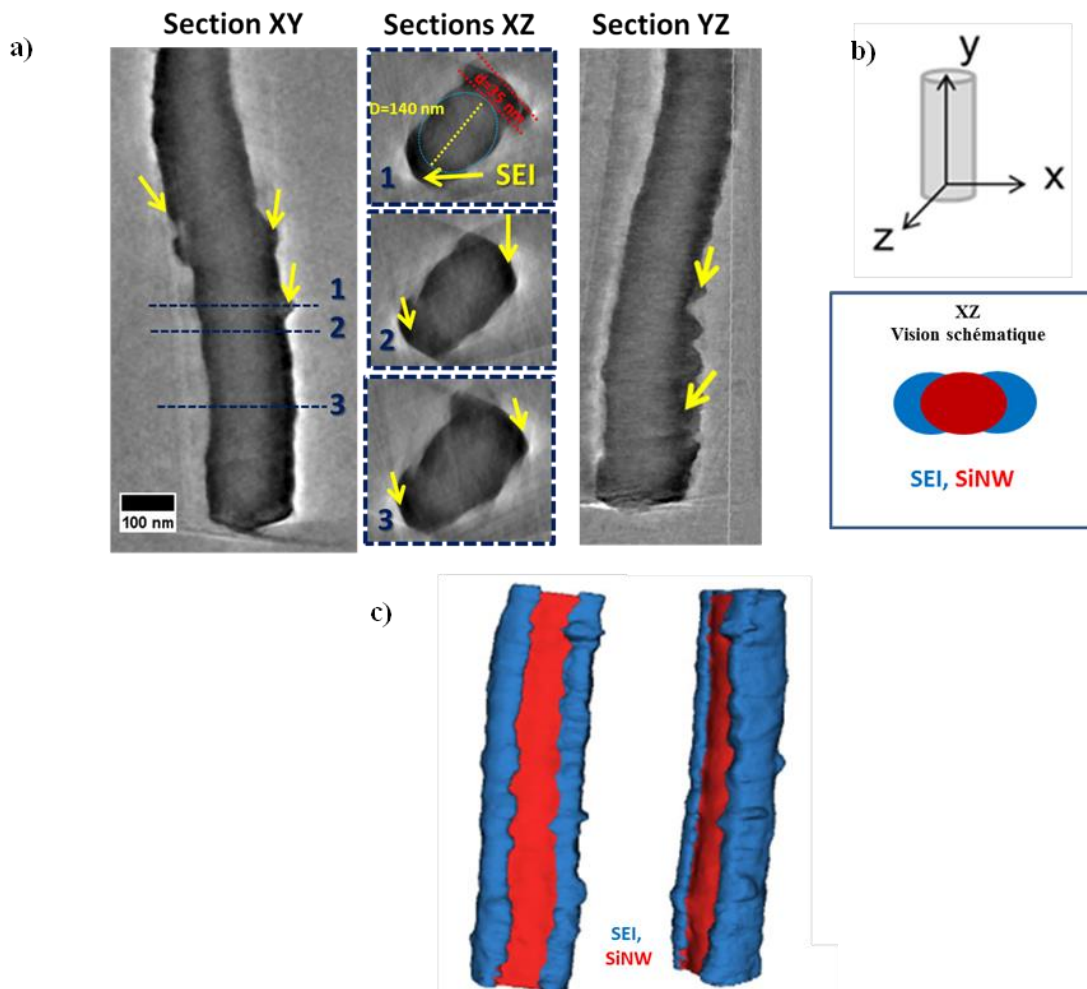 a)
Section XY
Sections XZ
Section YZ
b)
D=140 nm
d=35 nm
SEI
1
2
3
1
2
3
100 nm
y
x
z
XZ
Vision schématique
SEI, SiNW
c)
SEI,
SiNW